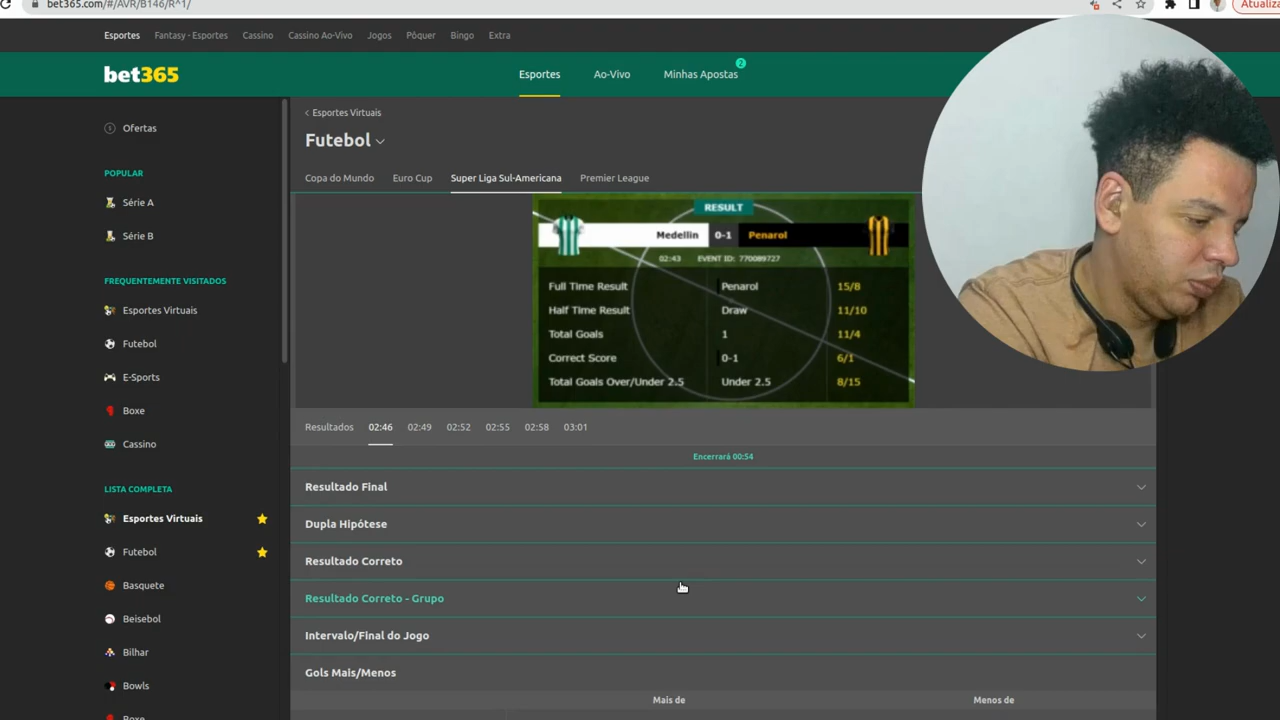 bet365.com/#/AVR/B146/R^1/
Atualiza
Esportes Fantasy - Esportes Cassino Cassino Ao-Vivo Jogos Pôquer Bingo Extra
bet365
Esportes Ao-Vivo Minhas Apostas 2
Ofertas
POPULAR
Série A
Série B
FREQUENTEMENTE VISITADOS
Esportes Virtuais
Futebol
E-Sports
Boxe
Cassino
LISTA COMPLETA
Esportes Virtuais
Futebol
Basquete
Beisebol
Bilhar
Bowls
Boxe
Esportes Virtuais
Futebol
Copa do Mundo Euro Cup Super Liga Sul-Americana Premier League
RESULT
Medellin 0-1 Penarol
02:43 EVENT ID: 770089727
Full Time Result Penarol 15/8
Half Time Result Draw 11/10
Total Goals 1 11/4
Correct Score 0-1 6/1
Total Goals Over/Under 2.5 Under 2.5 8/15
Resultados 02:46 02:49 02:52 02:55 02:58 03:01
Encerrará 00:54
Resultado Final
Dupla Hipótese
Resultado Correto
Resultado Correto - Grupo
Intervalo/Final do Jogo
Gols Mais/Menos
Mais de Menos de